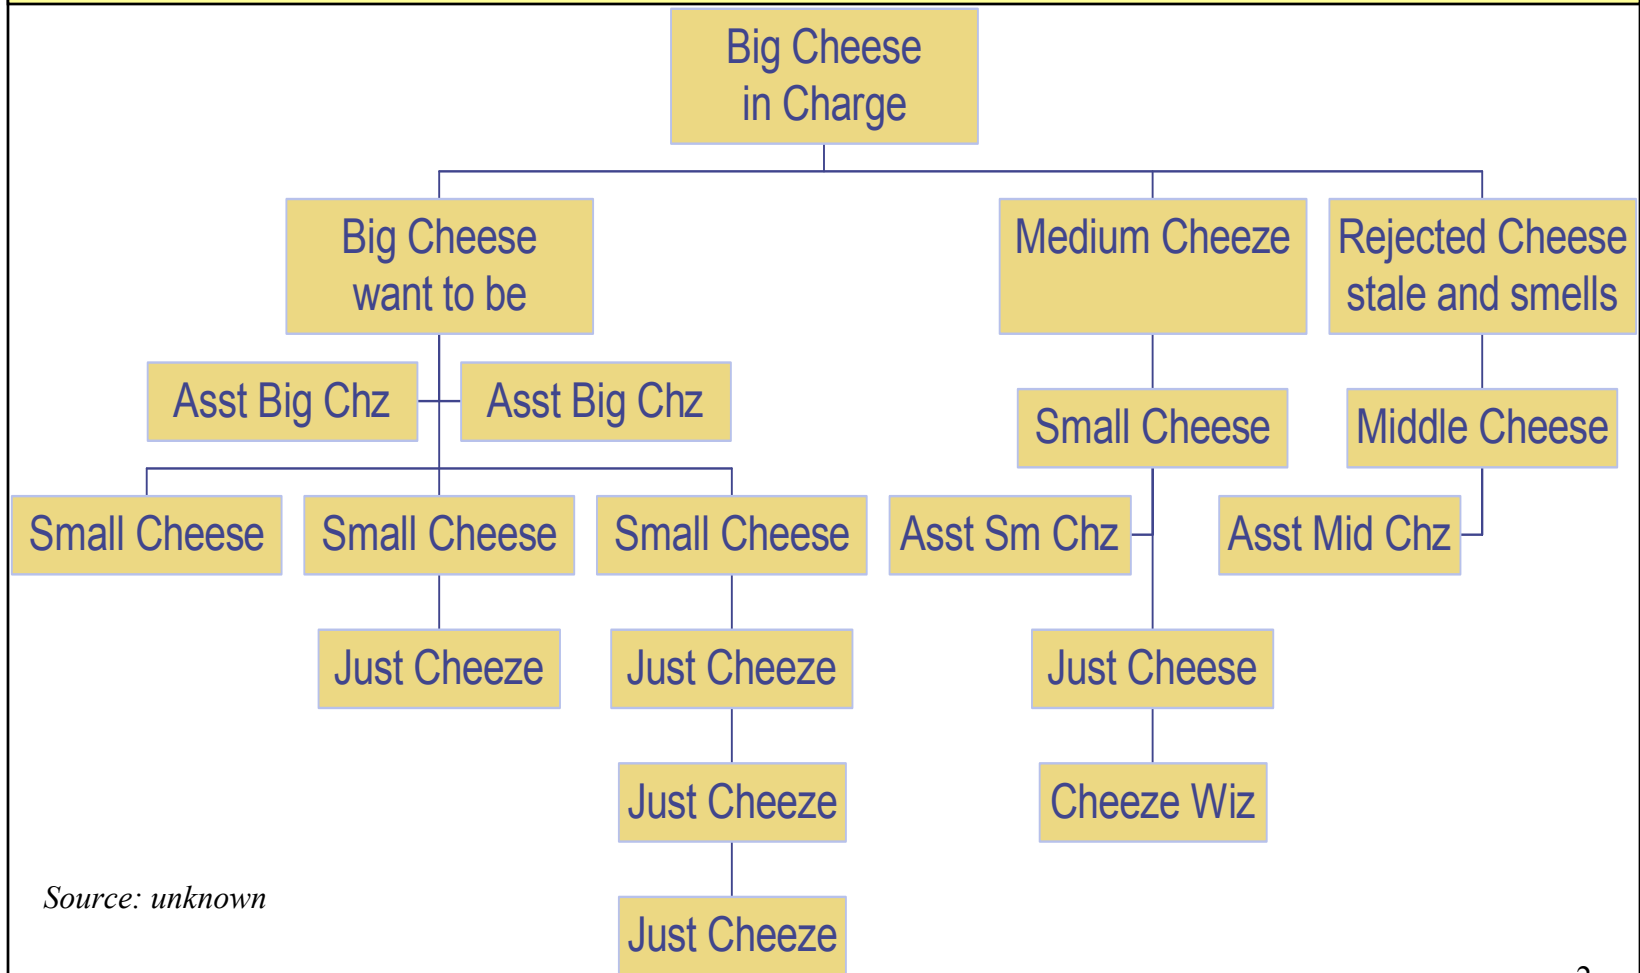 Big Cheese
in Charge
Big Cheese
want to be
Medium Cheeze
Rejected Cheese
stale and smells
Asst Big Chz
Asst Big Chz
Small Cheese
Middle Cheese
Small Cheese
Small Cheese
Small Cheese
Asst Sm Chz
Asst Mid Chz
Just Cheeze
Just Cheeze
Just Cheese
Just Cheeze
Cheeze Wiz
Source: unknown
Just Cheeze